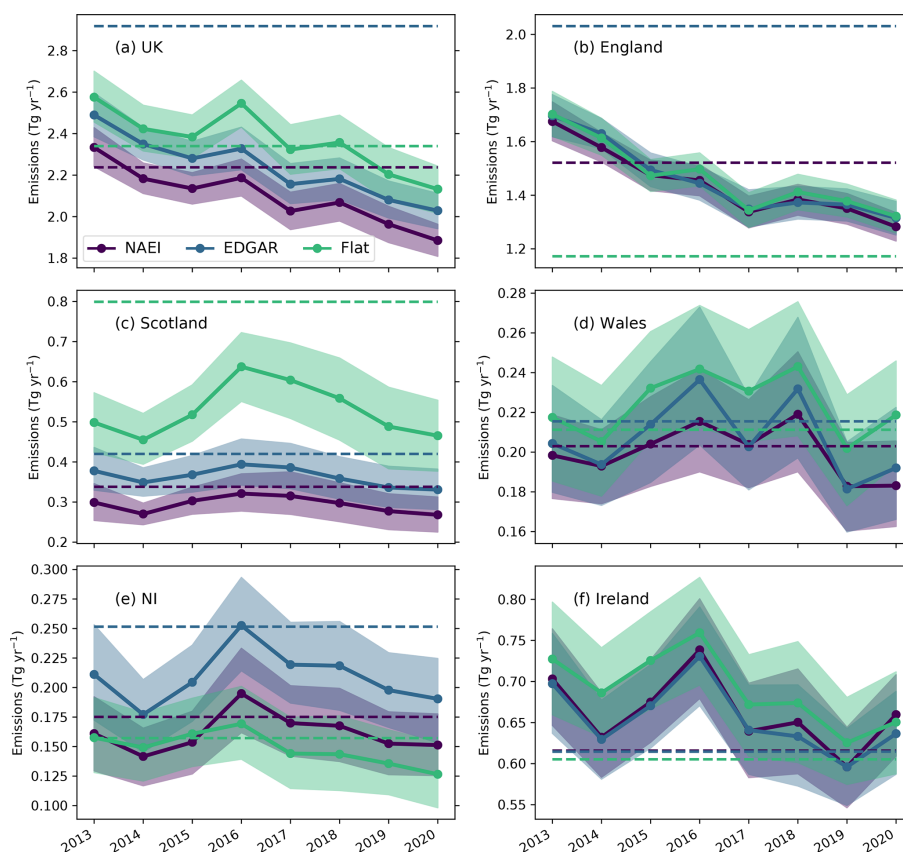 (a) UK
Emissions (Tg yr⁻¹)
2.8
2.6
2.4
2.2
2.0
1.8
NAEI EDGAR Flat
(b) England
Emissions (Tg yr⁻¹)
2.0
1.8
1.6
1.4
1.2
(c) Scotland
Emissions (Tg yr⁻¹)
0.8
0.7
0.6
0.5
0.4
0.3
0.2
(d) Wales
Emissions (Tg yr⁻¹)
0.28
0.26
0.24
0.22
0.20
0.18
0.16
(e) NI
Emissions (Tg yr⁻¹)
0.300
0.275
0.250
0.225
0.200
0.175
0.150
0.125
0.100
2013 2014 2015 2016 2017 2018 2019 2020
(f) Ireland
Emissions (Tg yr⁻¹)
0.80
0.75
0.70
0.65
0.60
0.55
2013 2014 2015 2016 2017 2018 2019 2020